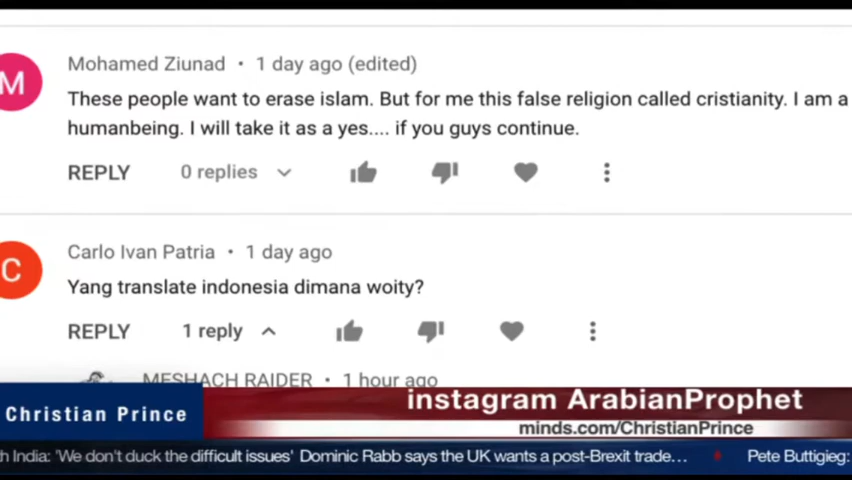 M
Mohamed Ziunad • 1 day ago (edited)
These people want to erase islam. But for me this false religion called cristianity. I am a
humanbeing. I will take it as a yes.... if you guys continue.
REPLY 0 replies
C
Carlo Ivan Patria • 1 day ago
Yang translate indonesia dimana woity?
REPLY 1 reply
MESHACH RAIDER • 1 hour ago
Christian Prince
instagram ArabianProphet
minds.com/ChristianPrince
h India: 'We don't duck the difficult issues' Dominic Rabb says the UK wants a post-Brexit trade... • Pete Buttigieg: